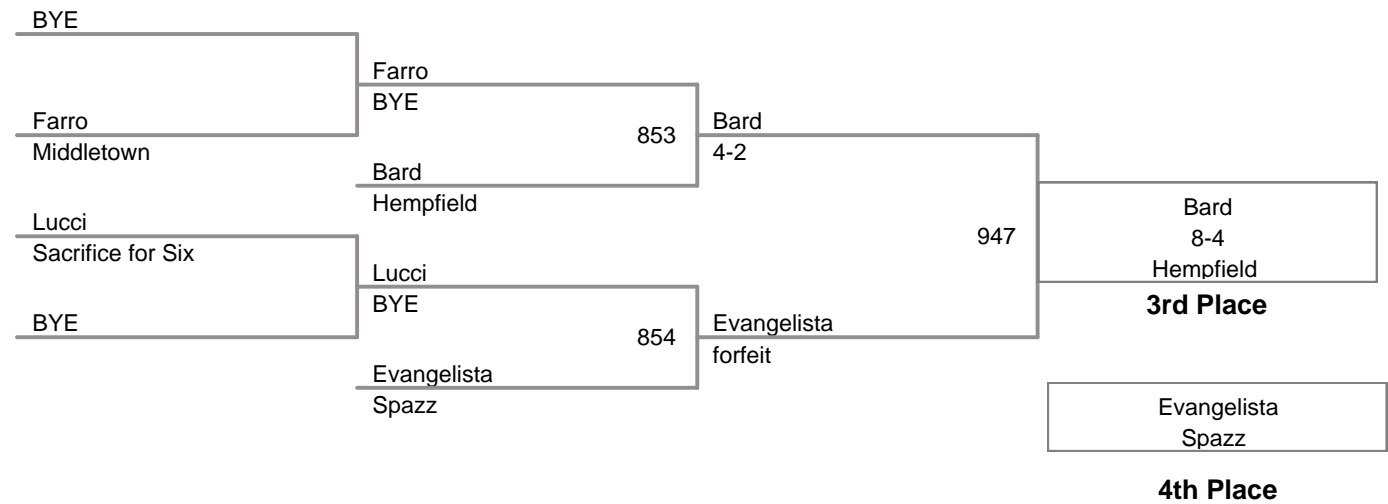 BYE
Farro
BYE
Farro
Middletown
853
Bard
4-2
Bard
Hempfield
Lucci
Sacrifice for Six
947
Bard
8-4
Hempfield
3rd Place
Lucci
BYE
BYE
854
Evangelista
forfeit
Evangelista
Spazz
Evangelista
Spazz
4th Place